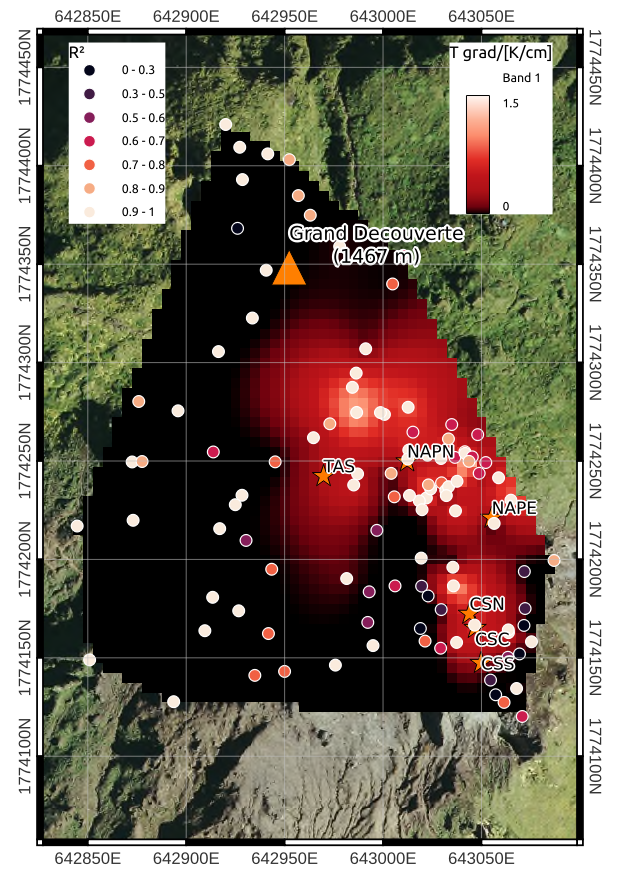 642850E 642900E 642950E 643000E 643050E
1774450N
1774400N
1774350N
1774300N
1774250N
1774200N
1774150N
1774100N
R²
0 - 0.3
0.3 - 0.5
0.5 - 0.6
0.6 - 0.7
0.7 - 0.8
0.8 - 0.9
0.9 - 1
T grad/[K/cm]
Band 1
1.5
0
Grand Decouverte
(1467 m)
NAPN
TAS
NAPE
CSN
CSC
CSS
1774450N
1774400N
1774350N
1774300N
1774250N
1774200N
1774150N
1774100N
642850E 642900E 642950E 643000E 643050E